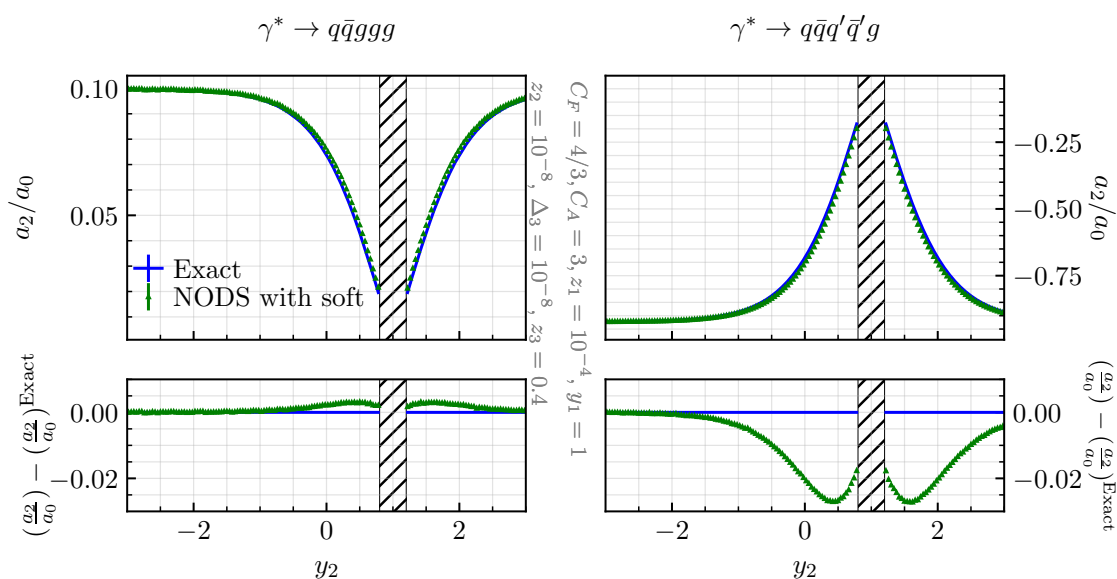 γ* → qq̄ggg
γ* → qq̄q′q̄′g
a₂/a₀
0.10
0.05
Exact
NODS with soft
z₂ = 10⁻⁸, Δ₃ = 10⁻⁸, z₃ = 0.4
C_F = 4/3, C_A = 3, z₁ = 10⁻⁴, y₁ = 1
−0.25
−0.50
−0.75
a₂/a₀
(a₂/a₀) − (a₂/a₀)^Exact
0.00
−0.02
0.00
−0.02
(a₂/a₀) − (a₂/a₀)^Exact
−2 0 2
−2 0 2
y₂
y₂